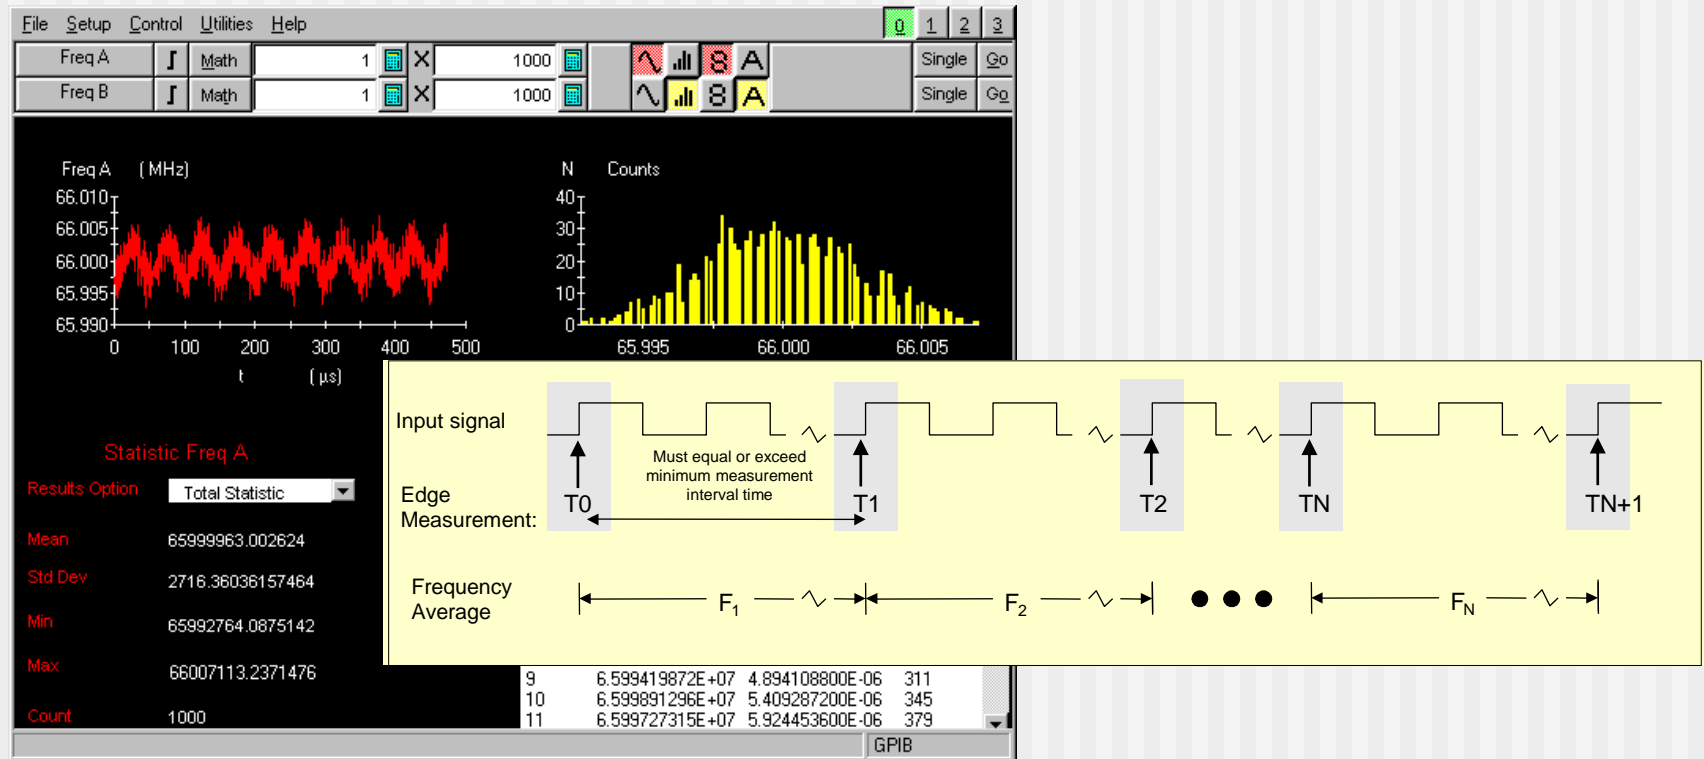 File Setup Control Utilities Help 0 1 2 3
Freq A Math 1 X 1000 8 A Single Go
Freq B Math 1 X 1000 8 A Single Go
Freq A (MHz)
66.010
66.005
66.000
65.995
65.990
0 100 200 300 400 500
t (µs)
N Counts
40
30
20
10
0
65.995 66.000 66.005
Statistic Freq A
Results Option Total Statistic
Mean 65999963.002624
Std Dev 2716.36036157464
Min 65992764.0875142
Max 66007113.2371476
Count 1000
Input signal
Must equal or exceed
minimum measurement
interval time
Edge
Measurement:
T0 T1 T2 TN TN+1
Frequency
Average
F1 F2 FN
9 6.599419872E+07 4.894108800E-06 311
10 6.599891296E+07 5.409287200E-06 345
11 6.599727315E+07 5.924453600E-06 379
GPIB